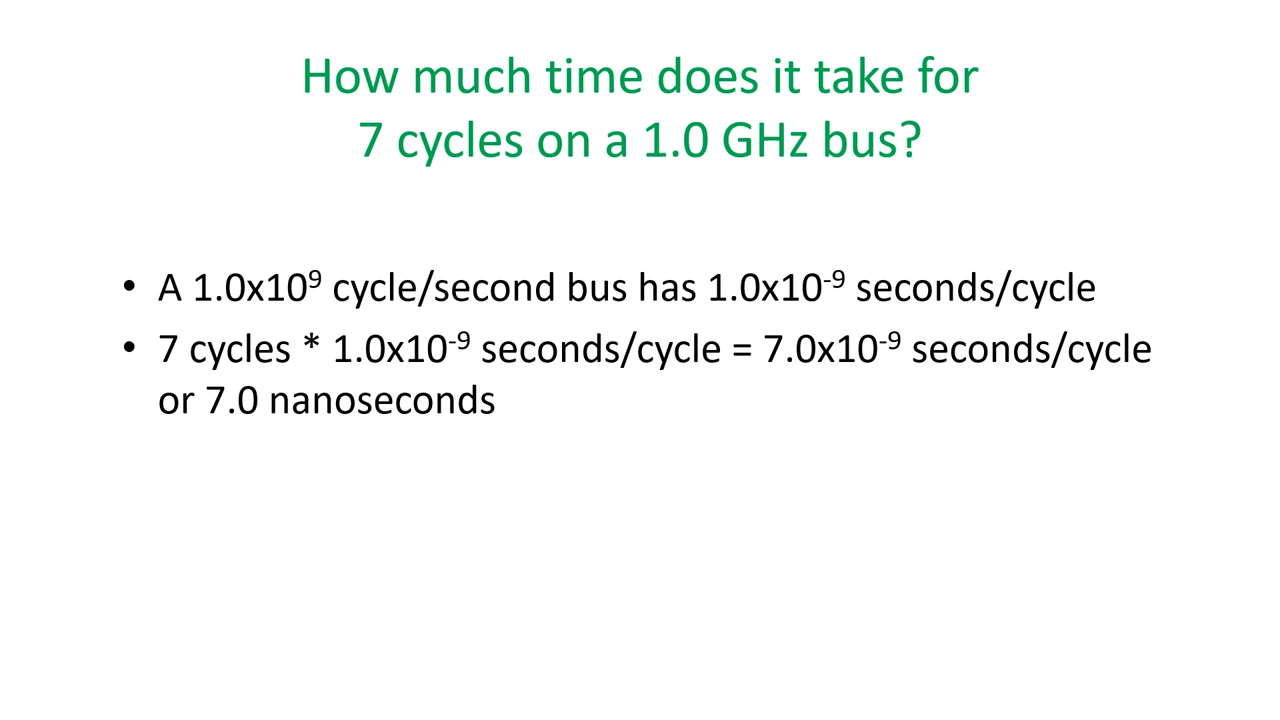 How much time does it take for
7 cycles on a 1.0 GHz bus?
• A 1.0x10⁹ cycle/second bus has 1.0x10⁻⁹ seconds/cycle
• 7 cycles * 1.0x10⁻⁹ seconds/cycle = 7.0x10⁻⁹ seconds/cycle
or 7.0 nanoseconds